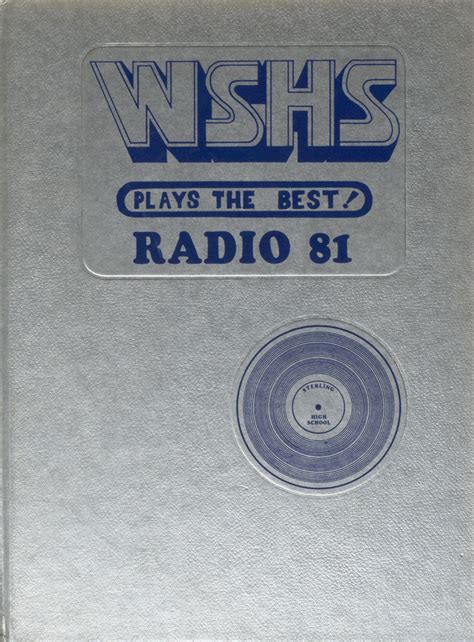 WSHS
PLAYS THE BEST!
RADIO 81
STERLING
HIGH
SCHOOL